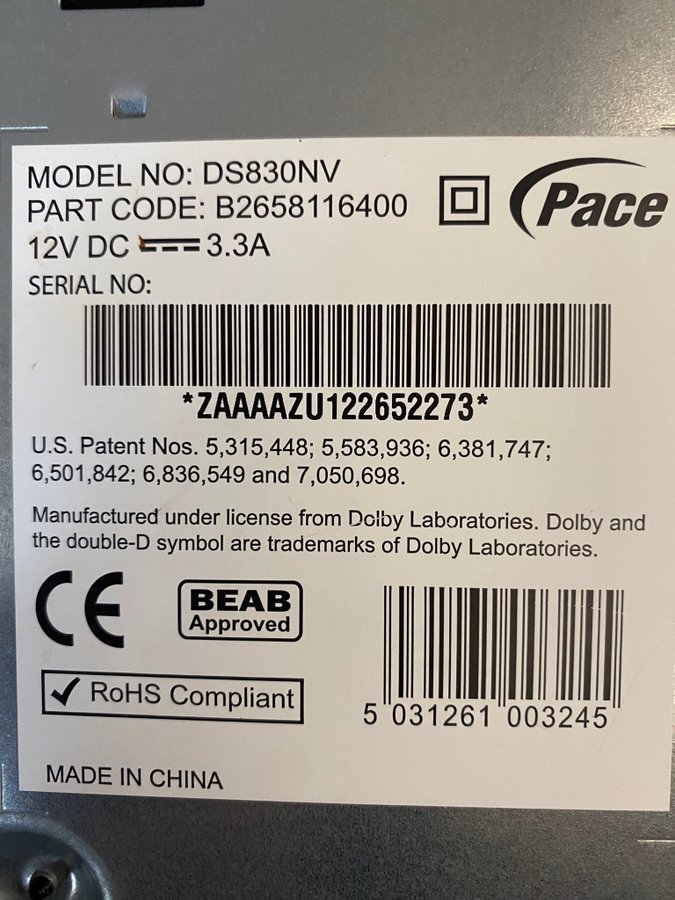 MODEL NO: DS830NV
PART CODE: B2658116400
Pace
12V DC 3.3A
SERIAL NO:
*ZAAAAZU122652273*
U.S. Patent Nos. 5,315,448; 5,583,936; 6,381,747;
6,501,842; 6,836,549 and 7,050,698.
Manufactured under license from Dolby Laboratories. Dolby and
the double-D symbol are trademarks of Dolby Laboratories.
CE
BEAB
Approved
✓ RoHS Compliant
5 031261 003245
MADE IN CHINA